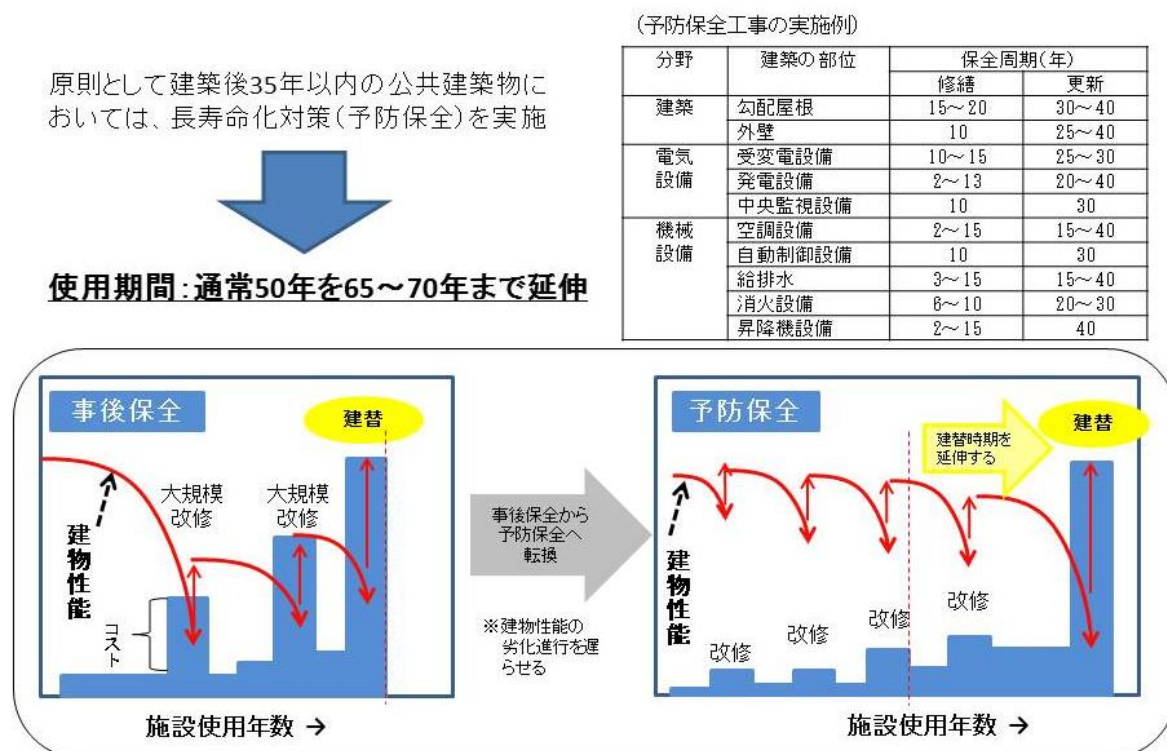 (予防保全工事の実施例)
原則として建築後35年以内の公共建築物に
おいては、長寿命化対策(予防保全)を実施
使用期間:通常50年を65～70年まで延伸
分野 建築の部位 保全周期(年)
修繕 更新
建築 勾配屋根 15～20 30～40
外壁 10 25～40
電気設備 受変電設備 10～15 25～30
発電設備 2～13 20～40
中央監視設備 10 30
機械設備 空調設備 2～15 15～40
自動制御設備 10 30
給排水 3～15 15～40
消火設備 6～10 20～30
昇降機設備 2～15 40
事後保全
建替
大規模
改修
大規模
改修
建物性能
コスト
施設使用年数 →
事後保全から
予防保全へ
転換
※建物性能の
劣化進行を遅
らせる
予防保全
建替時期を
延伸する
建替
建物性能
改修
改修
改修
改修
施設使用年数 →